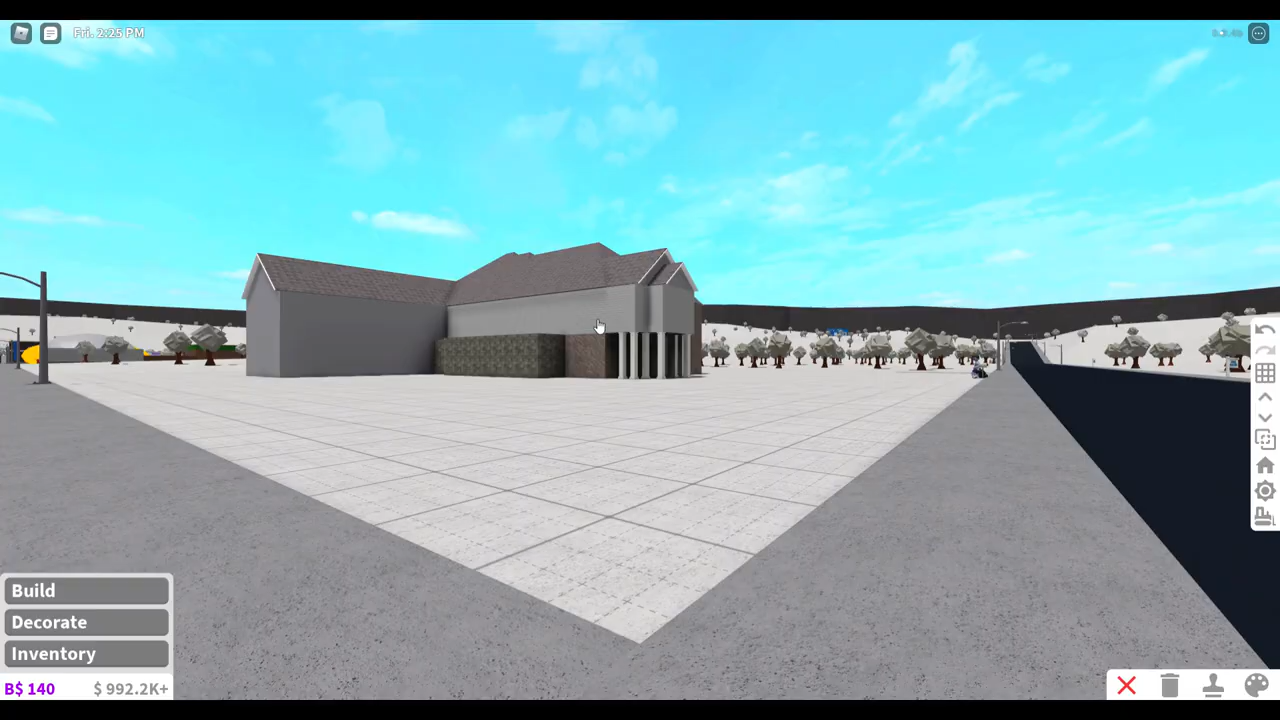 Fri. 2:25 PM
Build
Decorate
Inventory
B$ 140 $ 992.2K+